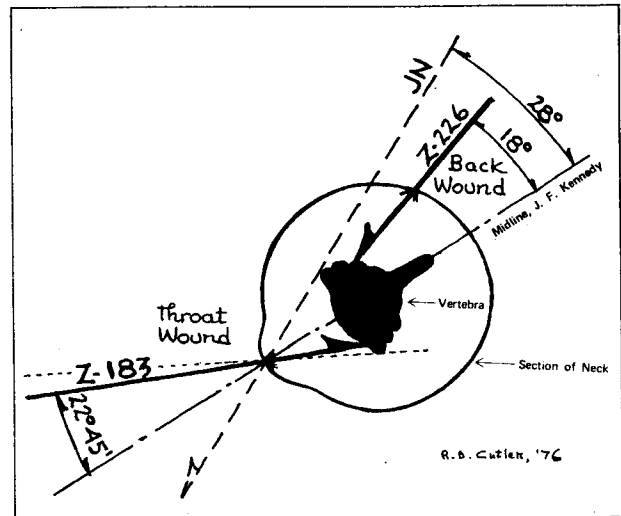 JN
28°
Z-226
18°
Back
Wound
Midline, J. F. Kennedy
Throat
Wound
Vertebra
Z-183
Section of Neck
22°45'
N
R.B. Cutler, '76